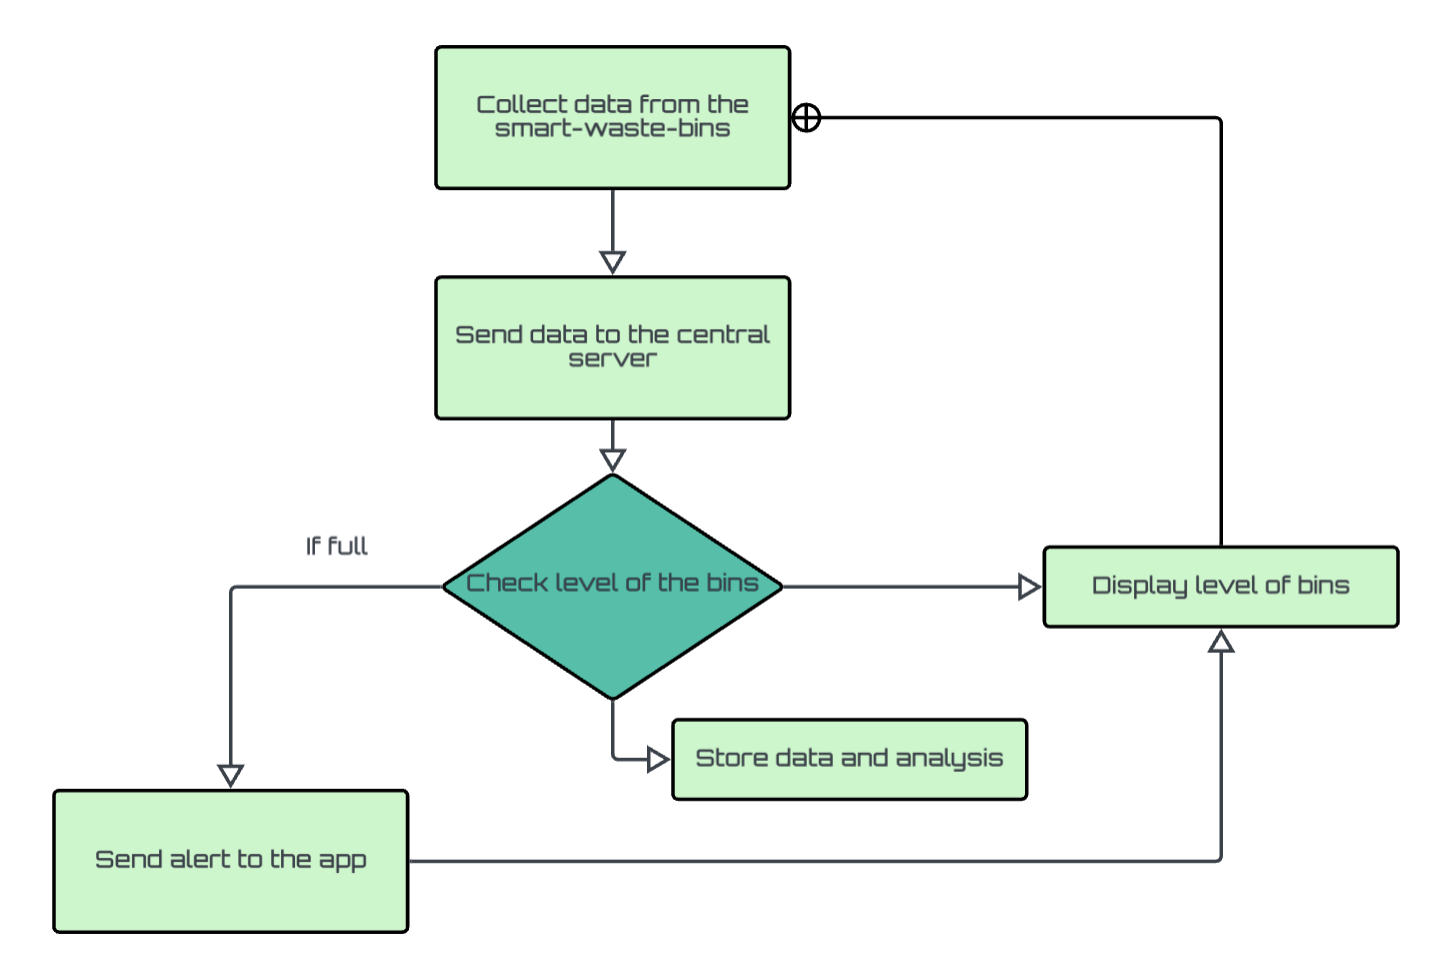 Collect data from the
smart-waste-bins
Send data to the central
server
If full
Check level of the bins
Display level of bins
Store data and analysis
Send alert to the app